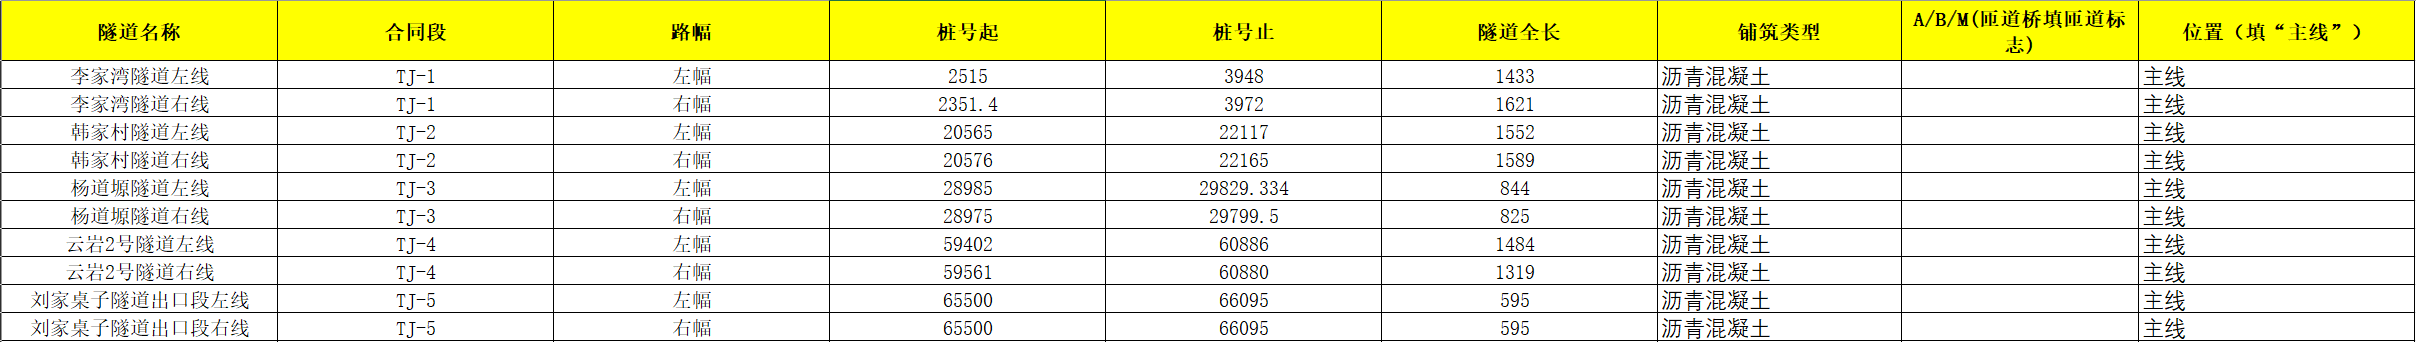 隧道名称 合同段 路幅 桩号起 桩号止 隧道全长 铺筑类型 A/B/M(匝道桥填匝道标志) 位置（填“主线”）
李家湾隧道左线 TJ-1 左幅 2515 3948 1433 沥青混凝土 主线
李家湾隧道右线 TJ-1 右幅 2351.4 3972 1621 沥青混凝土 主线
韩家村隧道左线 TJ-2 左幅 20565 22117 1552 沥青混凝土 主线
韩家村隧道右线 TJ-2 右幅 20576 22165 1589 沥青混凝土 主线
杨道塬隧道左线 TJ-3 左幅 28985 29829.334 844 沥青混凝土 主线
杨道塬隧道右线 TJ-3 右幅 28975 29799.5 825 沥青混凝土 主线
云岩2号隧道左线 TJ-4 左幅 59402 60886 1484 沥青混凝土 主线
云岩2号隧道右线 TJ-4 右幅 59561 60880 1319 沥青混凝土 主线
刘家桌子隧道出口段左线 TJ-5 左幅 65500 66095 595 沥青混凝土 主线
刘家桌子隧道出口段右线 TJ-5 右幅 65500 66095 595 沥青混凝土 主线